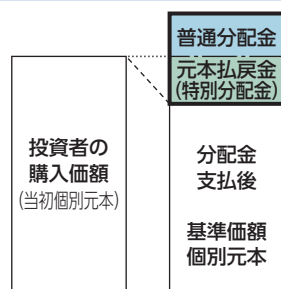 普通分配金
元本払戻金
(特別分配金)
投資者の
購入価額
(当初個別元本)
分配金
支払後
基準価額
個別元本